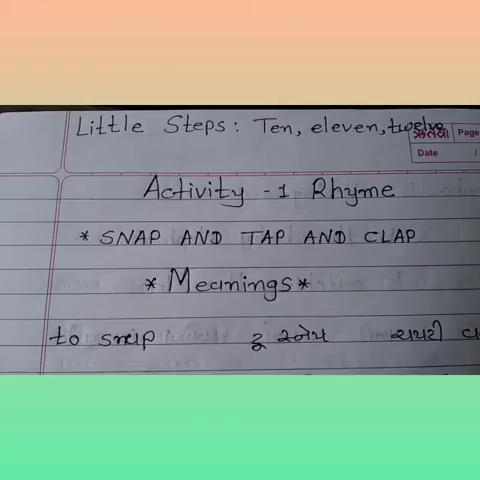 Little Steps: Ten, eleven, twelve
Page
Date /
Activity - 1 Rhyme
* SNAP AND TAP AND CLAP
* Meanings *
to snap ટૂ સ્નેપ ચપટી